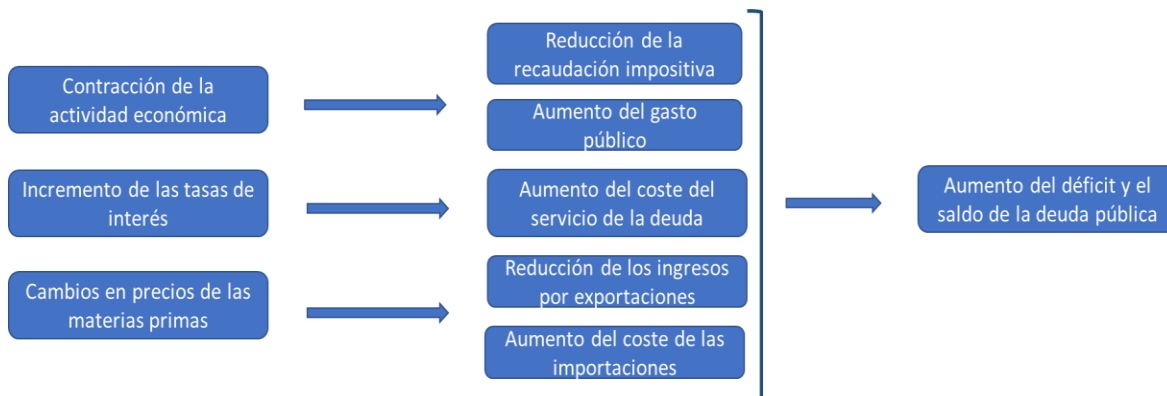 Contracción de la
actividad económica
Reducción de la
recaudación impositiva
Aumento del gasto
público
Incremento de las tasas de
interés
Aumento del coste del
servicio de la deuda
Cambios en precios de las
materias primas
Reducción de los ingresos
por exportaciones
Aumento del coste de las
importaciones
Aumento del déficit y el
saldo de la deuda pública